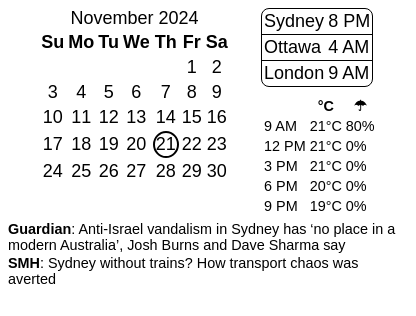 November 2024
Su Mo Tu We Th Fr Sa
1 2
3 4 5 6 7 8 9
10 11 12 13 14 15 16
17 18 19 20 21 22 23
24 25 26 27 28 29 30
Sydney 8 PM
Ottawa 4 AM
London 9 AM
°C ☂
9 AM 21°C 80%
12 PM 21°C 0%
3 PM 21°C 0%
6 PM 20°C 0%
9 PM 19°C 0%
Guardian: Anti-Israel vandalism in Sydney has ‘no place in a
modern Australia’, Josh Burns and Dave Sharma say
SMH: Sydney without trains? How transport chaos was
averted